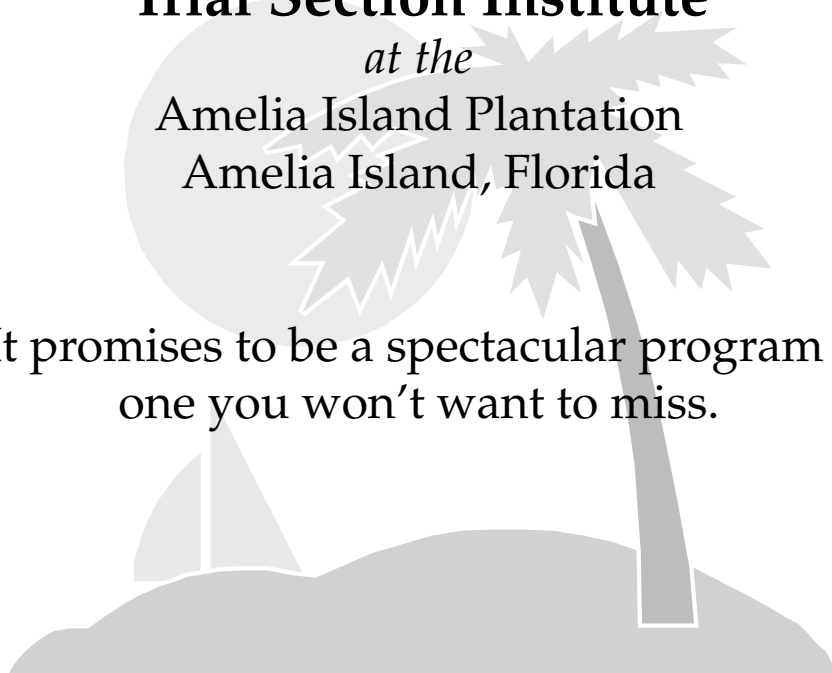 Trial Section Institute
at the
Amelia Island Plantation
Amelia Island, Florida
It promises to be a spectacular program
one you won’t want to miss.